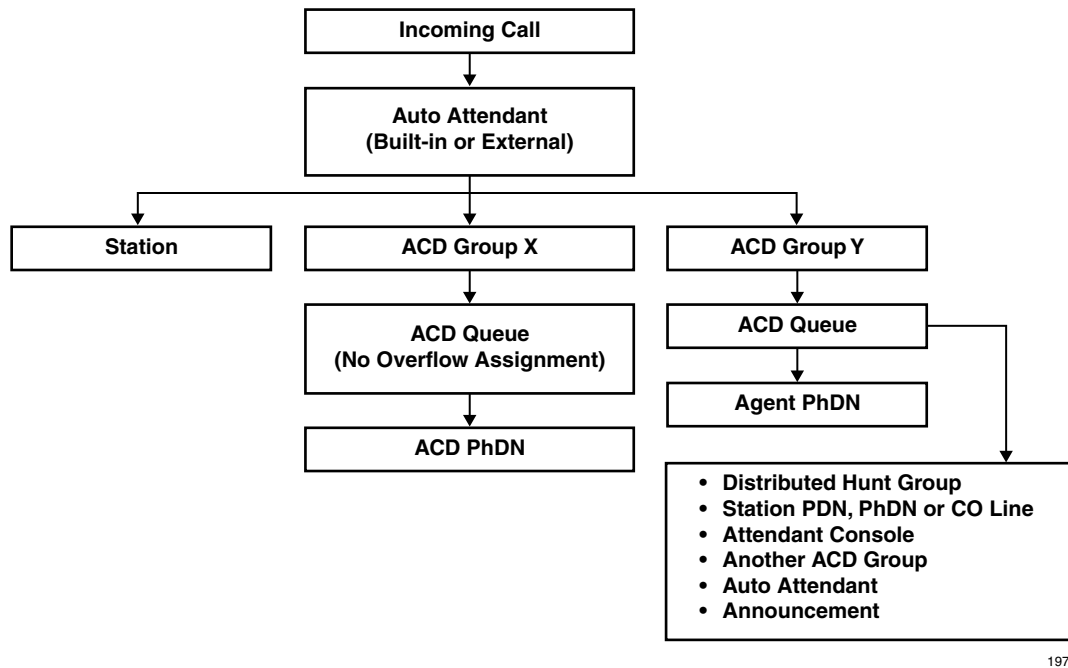 Incoming Call
Auto Attendant
(Built-in or External)
Station
ACD Group X
ACD Group Y
ACD Queue
(No Overflow Assignment)
ACD Queue
ACD PhDN
Agent PhDN
• Distributed Hunt Group
• Station PDN, PhDN or CO Line
• Attendant Console
• Another ACD Group
• Auto Attendant
• Announcement
197